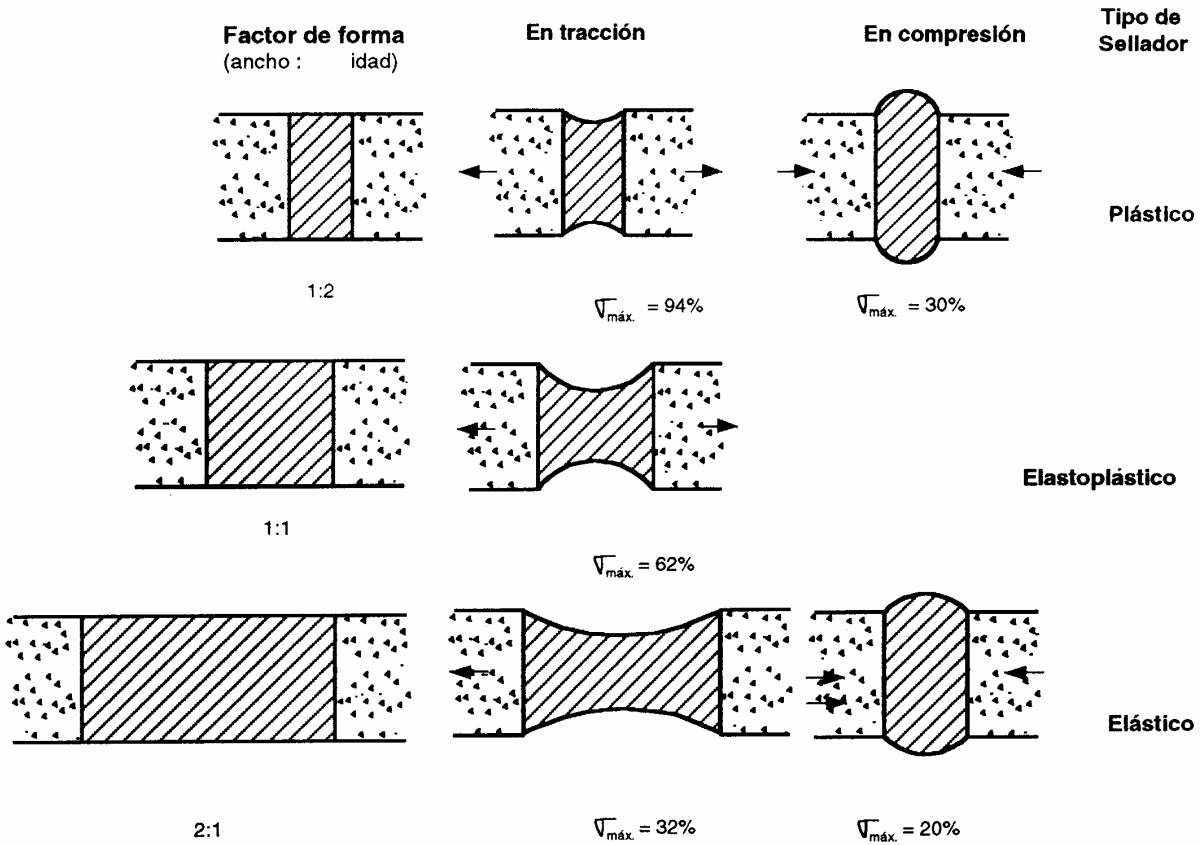 Factor de forma
(ancho : idad)
En tracción
En compresión
Tipo de
Sellador
1:2
σmáx. = 94%
σmáx. = 30%
Plástico
1:1
σmáx. = 62%
Elastoplástico
2:1
σmáx. = 32%
σmáx. = 20%
Elástico